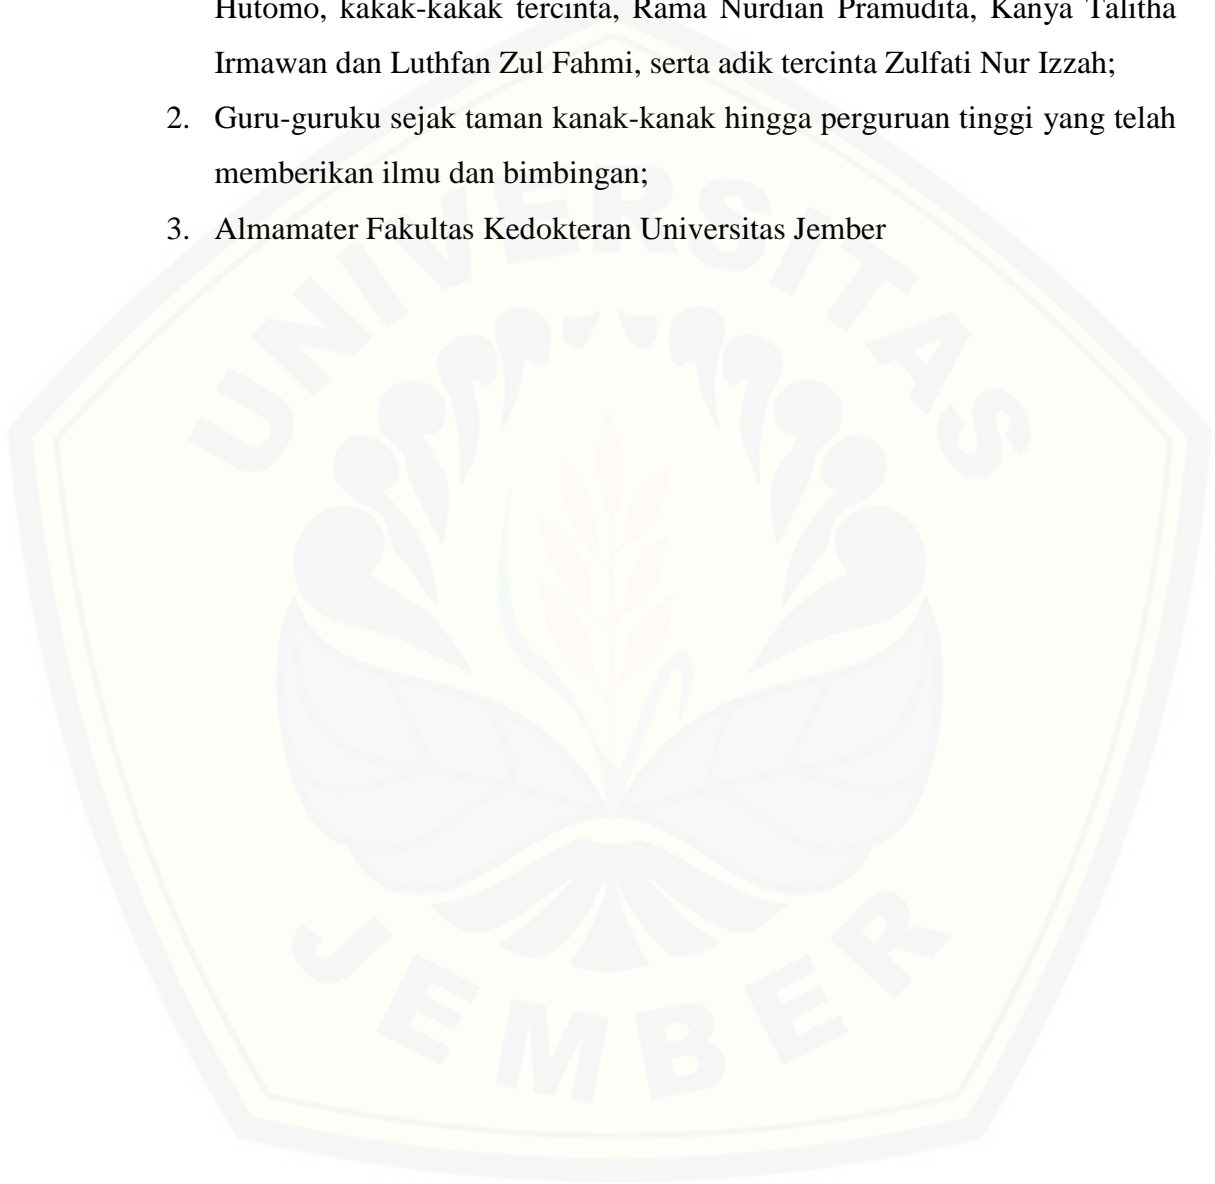 Hutomo, kakak-kakak tercinta, Rama Nurdian Pramudita, Kanya Talitha
Irmawan dan Luthfan Zul Fahmi, serta adik tercinta Zulfati Nur Izzah;
2. Guru-guruku sejak taman kanak-kanak hingga perguruan tinggi yang telah
memberikan ilmu dan bimbingan;
3. Almamater Fakultas Kedokteran Universitas Jember
UNIVERSITAS
JEMBER